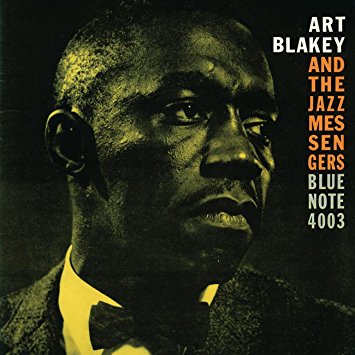 ART
BLAKEY
AND
THE
JAZZ
MES
SEN
GERS
BLUE
NOTE
4003